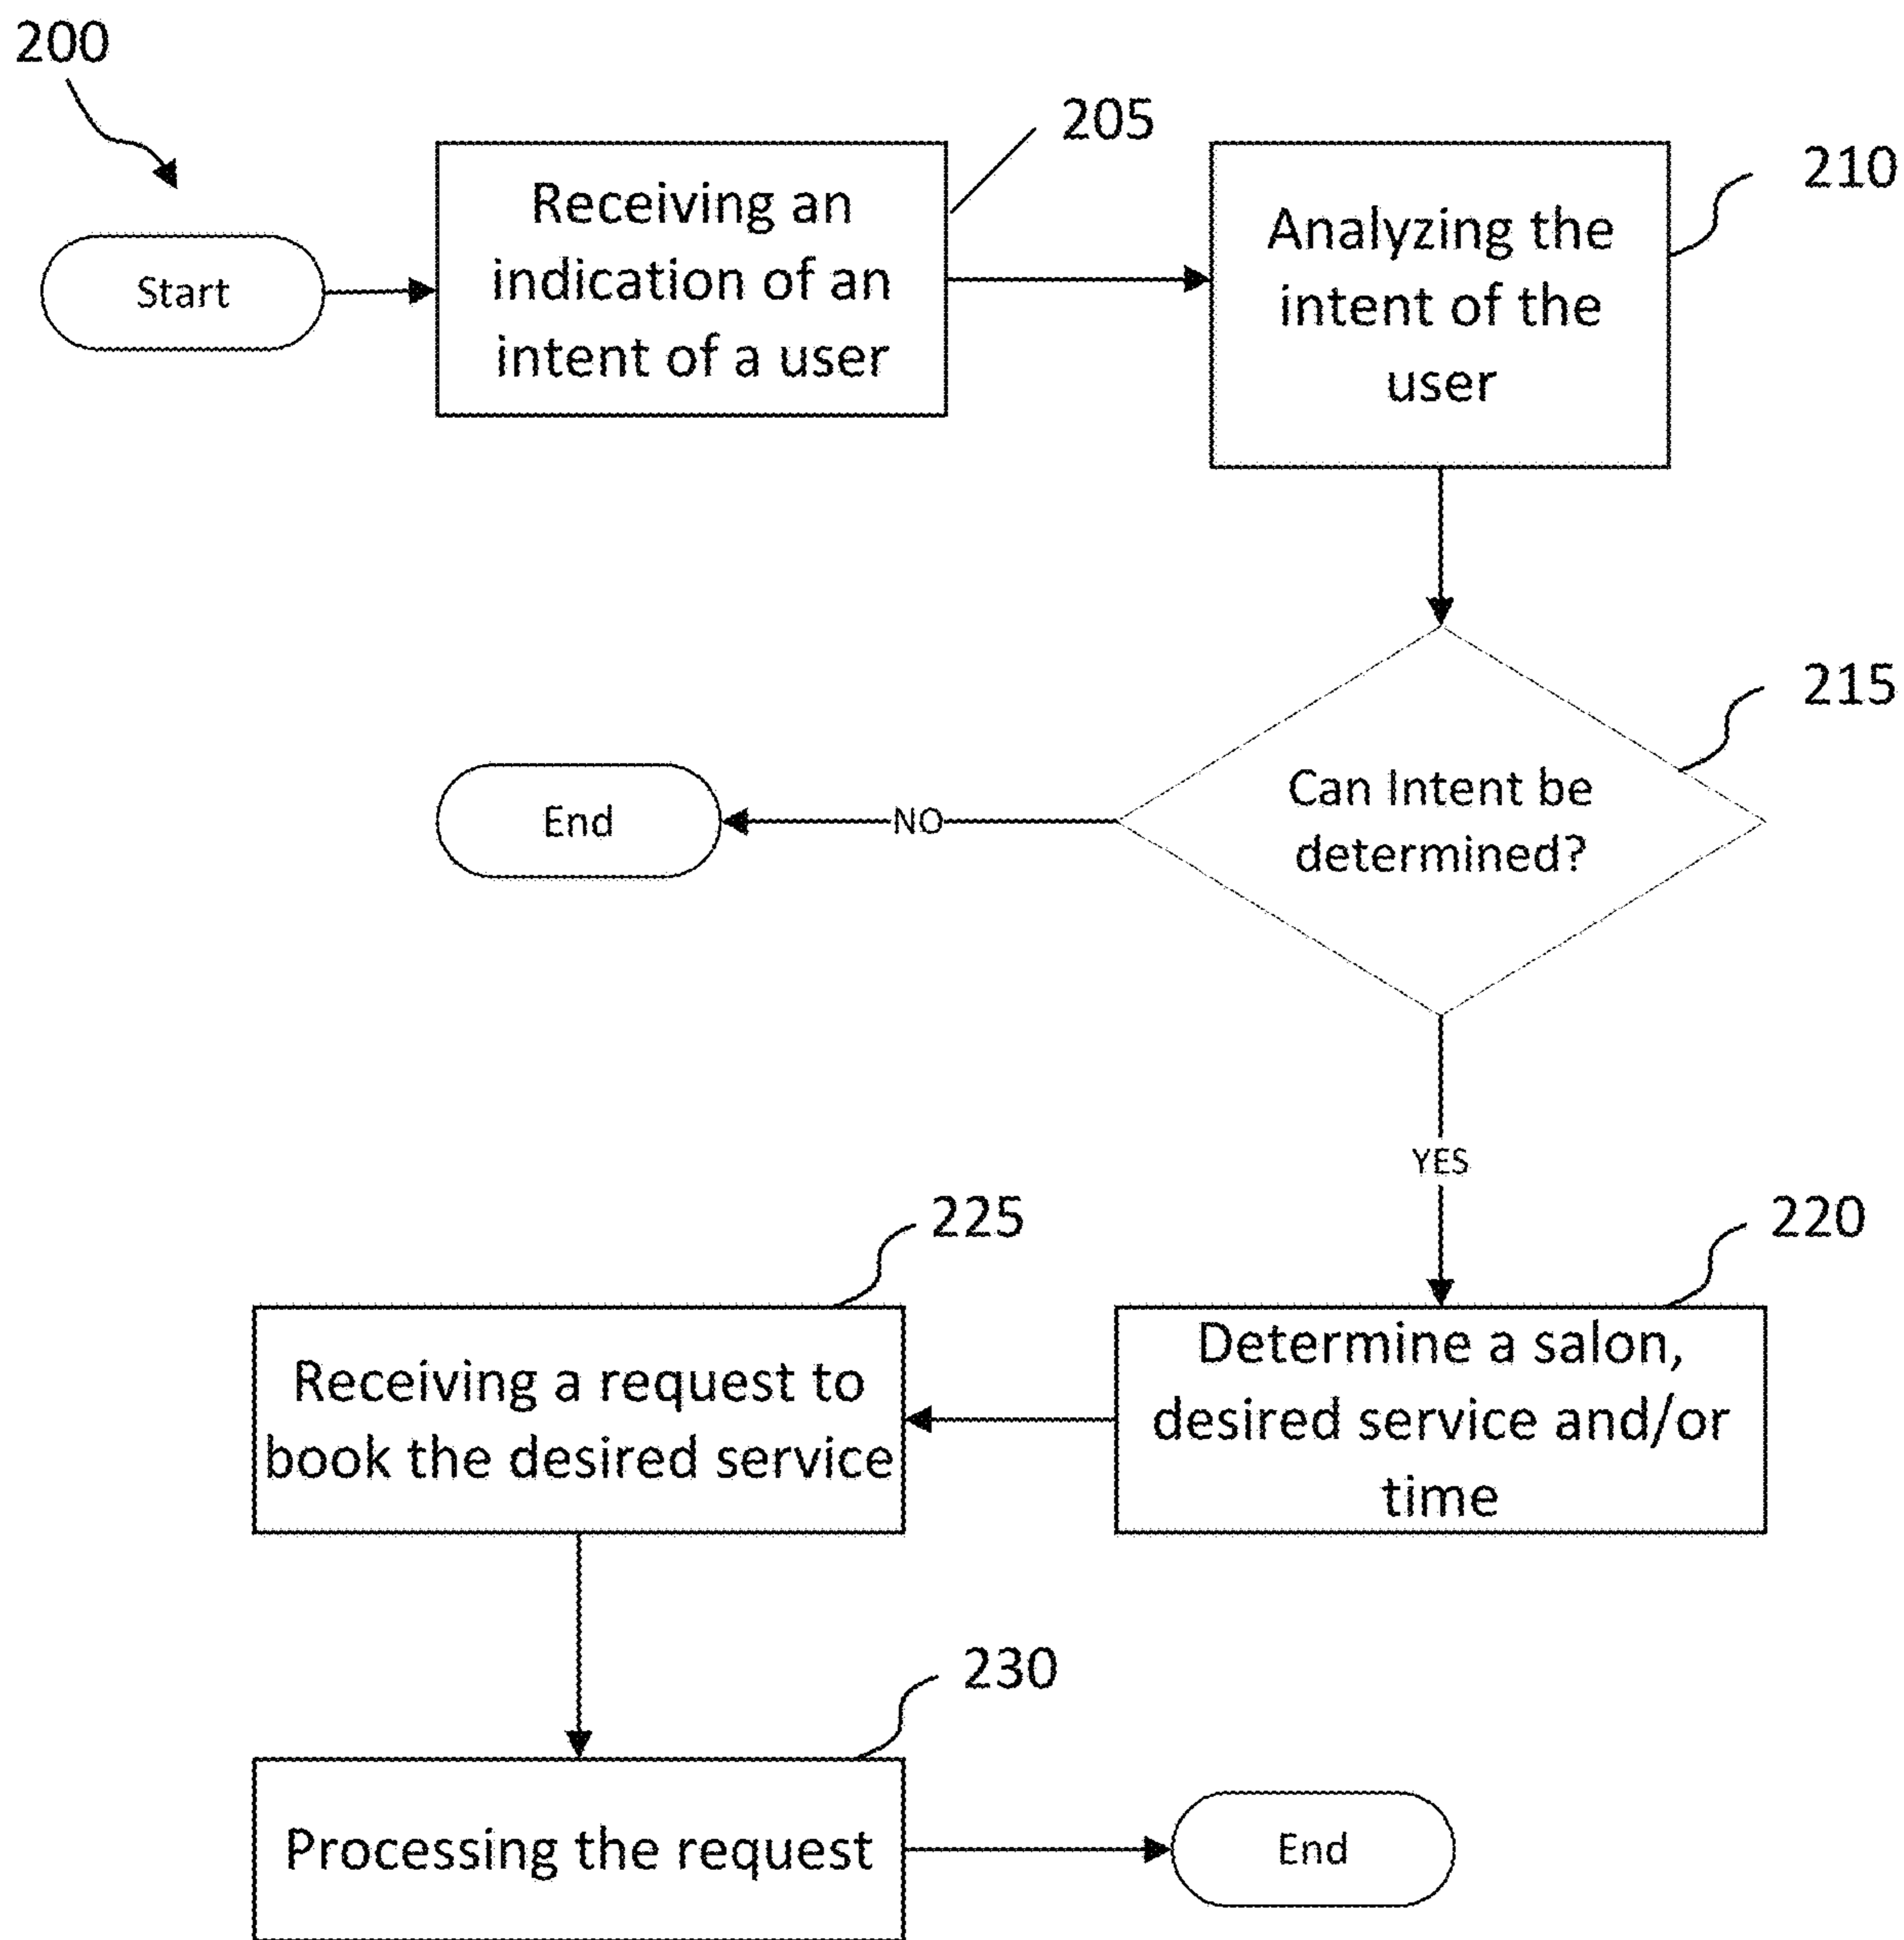 200
205
Receiving an
indication of an
intent of a user
210
Analyzing the
intent of the
user
Start
215
Can Intent be
determined?
NO
End
YES
225
220
Receiving a request to
book the desired service
Determine a salon,
desired service and/or
time
230
Processing the request
End